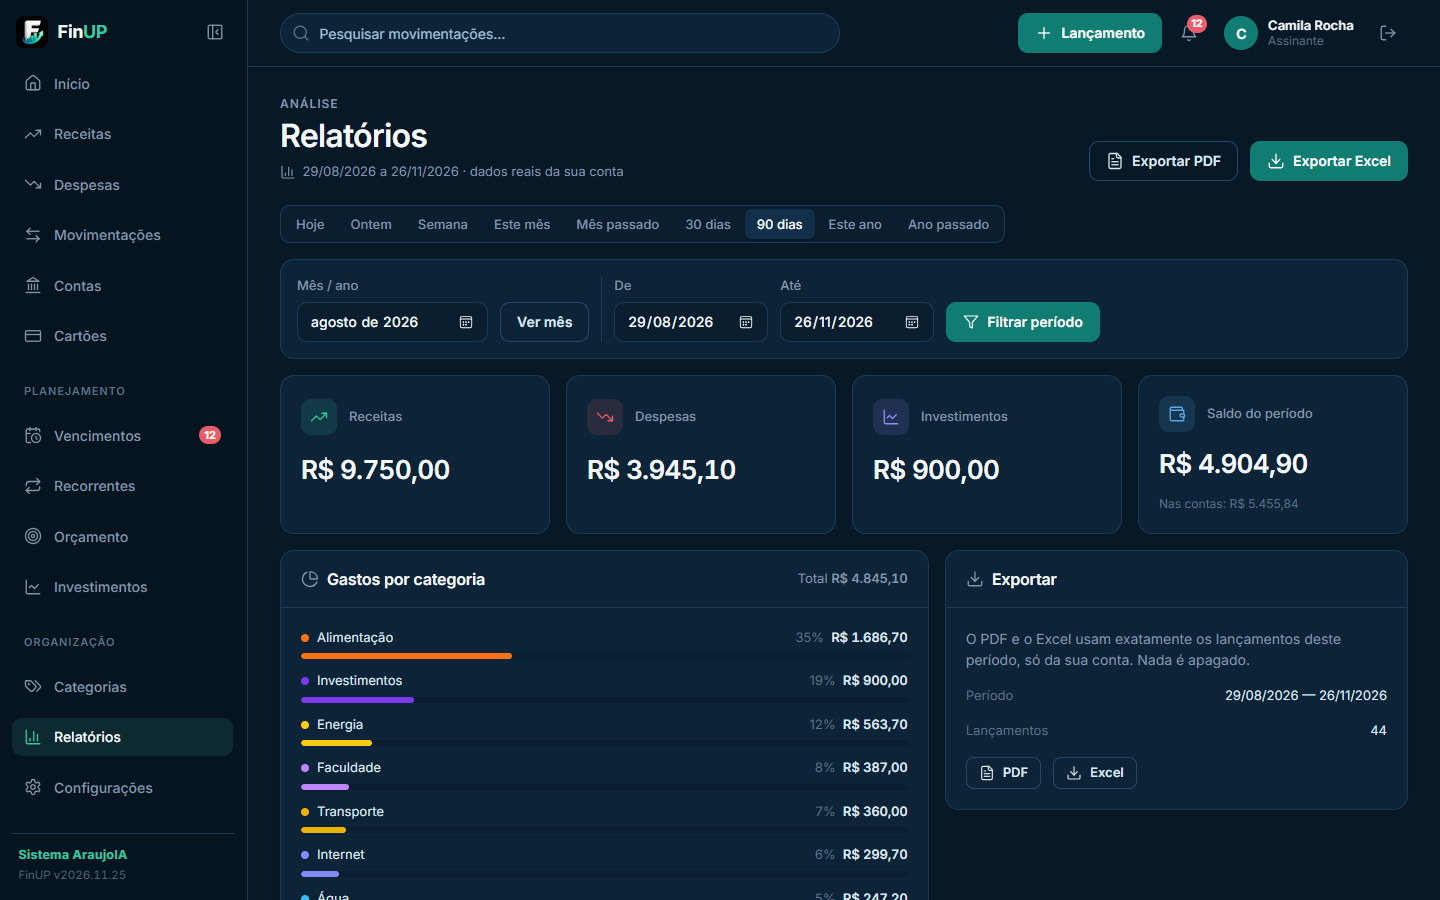 FinUP
Início
Receitas
Despesas
Movimentações
Contas
Cartões
PLANEJAMENTO
Vencimentos 12
Recorrentes
Orçamento
Investimentos
ORGANIZAÇÃO
Categorias
Relatórios
Configurações
Sistema AraujoIA
FinUP v2026.11.25
Pesquisar movimentações...
Lançamento
12
C
Camila Rocha
Assinante
ANÁLISE
Relatórios
29/08/2026 a 26/11/2026 · dados reais da sua conta
Exportar PDF
Exportar Excel
Hoje Ontem Semana Este mês Mês passado 30 dias 90 dias Este ano Ano passado
Mês / ano
agosto de 2026
Ver mês
De
29/08/2026
Até
26/11/2026
Filtrar período
Receitas
R$ 9.750,00
Despesas
R$ 3.945,10
Investimentos
R$ 900,00
Saldo do período
R$ 4.904,90
Nas contas: R$ 5.455,84
Gastos por categoria Total R$ 4.845,10
Alimentação 35% R$ 1.686,70
Investimentos 19% R$ 900,00
Energia 12% R$ 563,70
Faculdade 8% R$ 387,00
Transporte 7% R$ 360,00
Internet 6% R$ 299,70
Água 5% R$ 247,20
Exportar
O PDF e o Excel usam exatamente os lançamentos deste
período, só da sua conta. Nada é apagado.
Período 29/08/2026 — 26/11/2026
Lançamentos 44
PDF
Excel